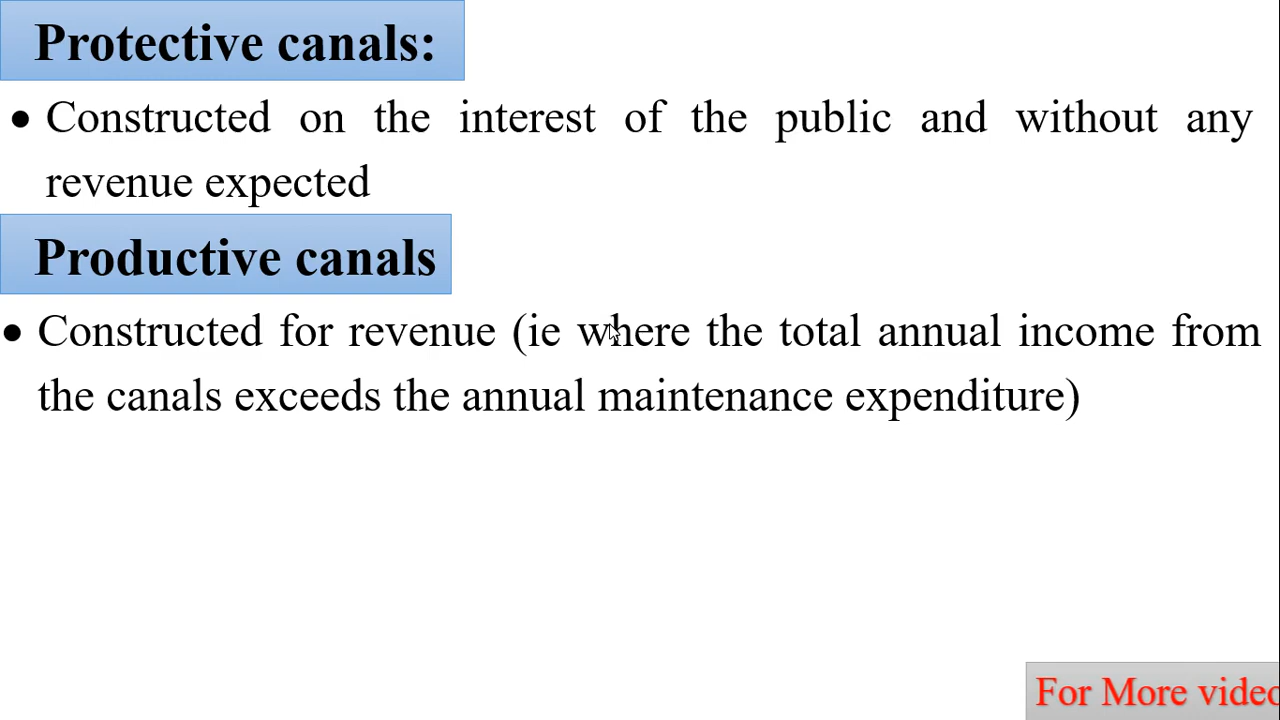 Protective canals:
• Constructed on the interest of the public and without any
revenue expected
Productive canals
• Constructed for revenue (ie where the total annual income from
the canals exceeds the annual maintenance expenditure)
For More video